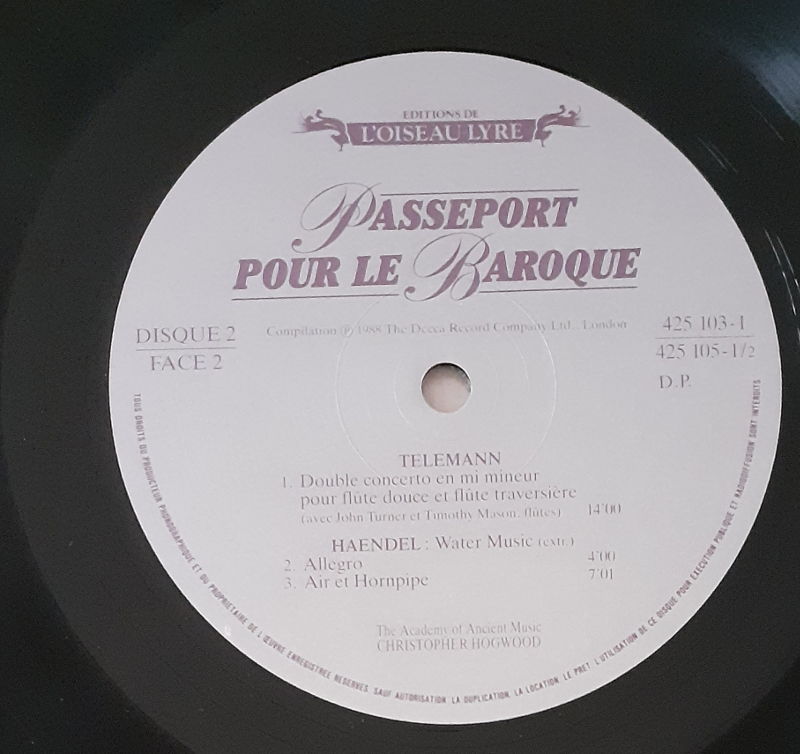 EDITIONS DE
L'OISEAU LYRE
PASSEPORT
POUR LE BAROQUE
DISQUE 2
FACE 2
Compilation ℗ 1988 The Decca Record Company Ltd., London
425 103-1
425 105-1/2
D.P.
TELEMANN
1. Double concerto en mi mineur
pour flûte douce et flûte traversière
(avec John Turner et Timothy Mason, flûtes) 14'00
HAENDEL : Water Music (extr.)
2. Allegro 4'00
3. Air et Hornpipe 7'01
The Academy of Ancient Music
CHRISTOPHER HOGWOOD
TOUS DROITS DU PRODUCTEUR PHONOGRAPHIQUE ET DU PROPRIETAIRE DE L'ŒUVRE ENREGISTREE RESERVES. SAUF AUTORISATION, LA DUPLICATION, LA LOCATION, LE PRET, L'UTILISATION DE CE DISQUE POUR EXECUTION PUBLIQUE ET RADIODIFFUSION SONT INTERDITS